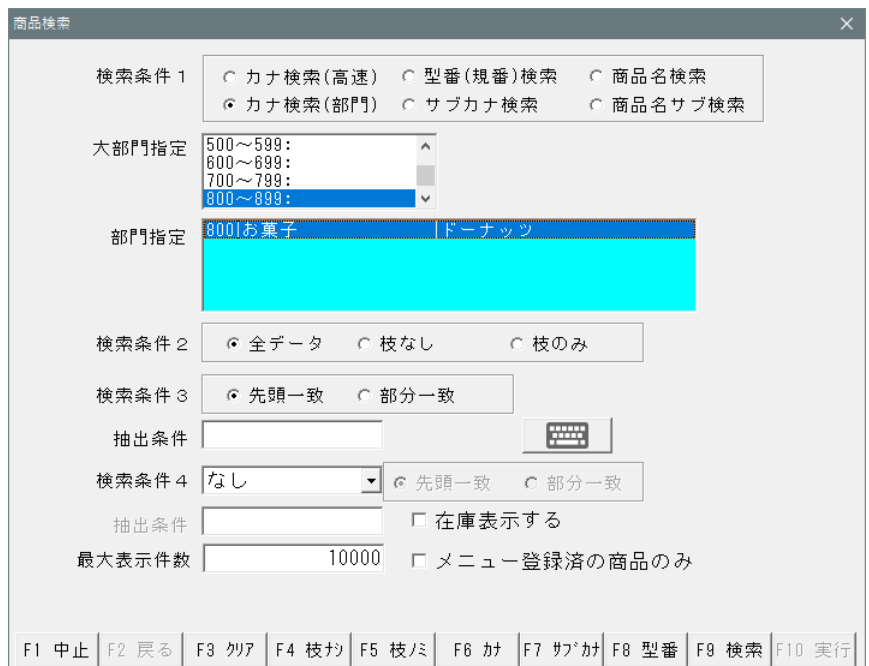 商品検索
検索条件1 カナ検索(高速) 型番(規番)検索 商品名検索
カナ検索(部門) サブカナ検索 商品名サブ検索
大部門指定 500～599:
600～699:
700～799:
800～899:
部門指定 800|お菓子 |ドーナッツ
検索条件2 全データ 枝なし 枝のみ
検索条件3 先頭一致 部分一致
抽出条件
検索条件4 なし 先頭一致 部分一致
抽出条件 在庫表示する
最大表示件数 10000 メニュー登録済の商品のみ
F1 中止 F2 戻る F3 ｸﾘｱ F4 枝ﾅｼ F5 枝ﾉﾐ F6 ｶﾅ F7 ｻﾌﾞｶﾅ F8 型番 F9 検索 F10 実行